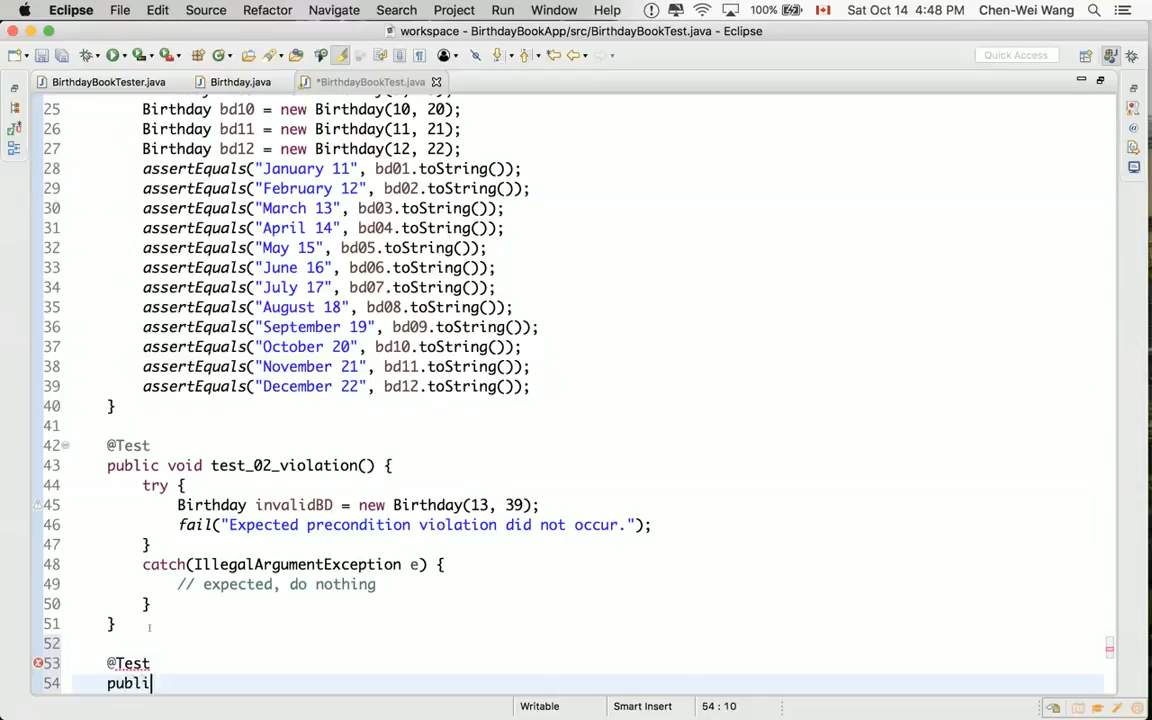 Eclipse File Edit Source Refactor Navigate Search Project Run Window Help 100% Sat Oct 14 4:48 PM Chen-Wei Wang
workspace - BirthdayBookApp/src/BirthdayBookTest.java - Eclipse
Quick Access
BirthdayBookTester.java Birthday.java *BirthdayBookTest.java
25 Birthday bd10 = new Birthday(10, 20);
26 Birthday bd11 = new Birthday(11, 21);
27 Birthday bd12 = new Birthday(12, 22);
28 assertEquals("January 11", bd01.toString());
29 assertEquals("February 12", bd02.toString());
30 assertEquals("March 13", bd03.toString());
31 assertEquals("April 14", bd04.toString());
32 assertEquals("May 15", bd05.toString());
33 assertEquals("June 16", bd06.toString());
34 assertEquals("July 17", bd07.toString());
35 assertEquals("August 18", bd08.toString());
36 assertEquals("September 19", bd09.toString());
37 assertEquals("October 20", bd10.toString());
38 assertEquals("November 21", bd11.toString());
39 assertEquals("December 22", bd12.toString());
40 }
41
42 @Test
43 public void test_02_violation() {
44 try {
45 Birthday invalidBD = new Birthday(13, 39);
46 fail("Expected precondition violation did not occur.");
47 }
48 catch(IllegalArgumentException e) {
49 // expected, do nothing
50 }
51 }
52
53 @Test
54 publi
Writable Smart Insert 54 : 10